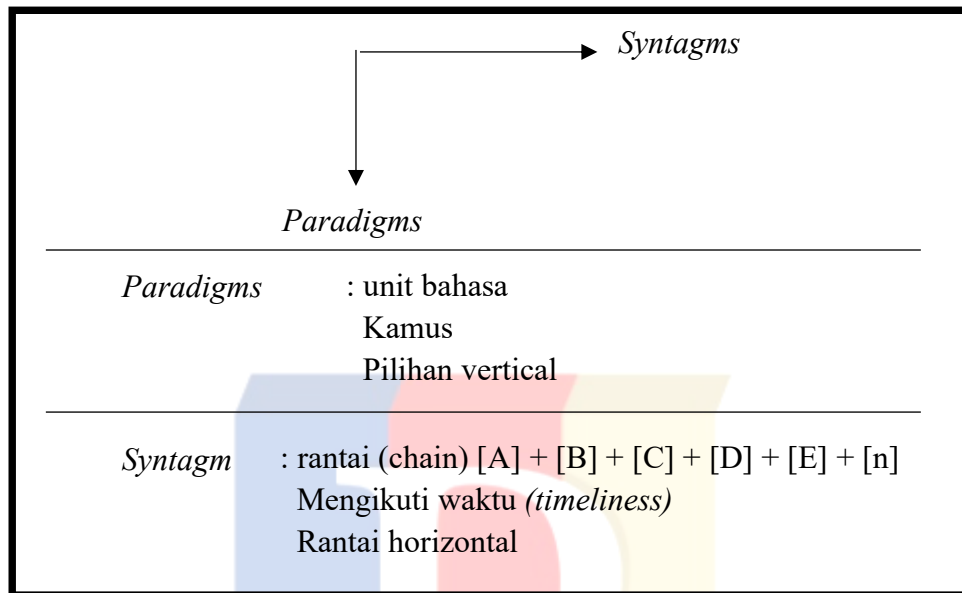 Syntagms
Paradigms
Paradigms : unit bahasa
Kamus
Pilihan vertical
Syntagm : rantai (chain) [A] + [B] + [C] + [D] + [E] + [n]
Mengikuti waktu (timeliness)
Rantai horizontal